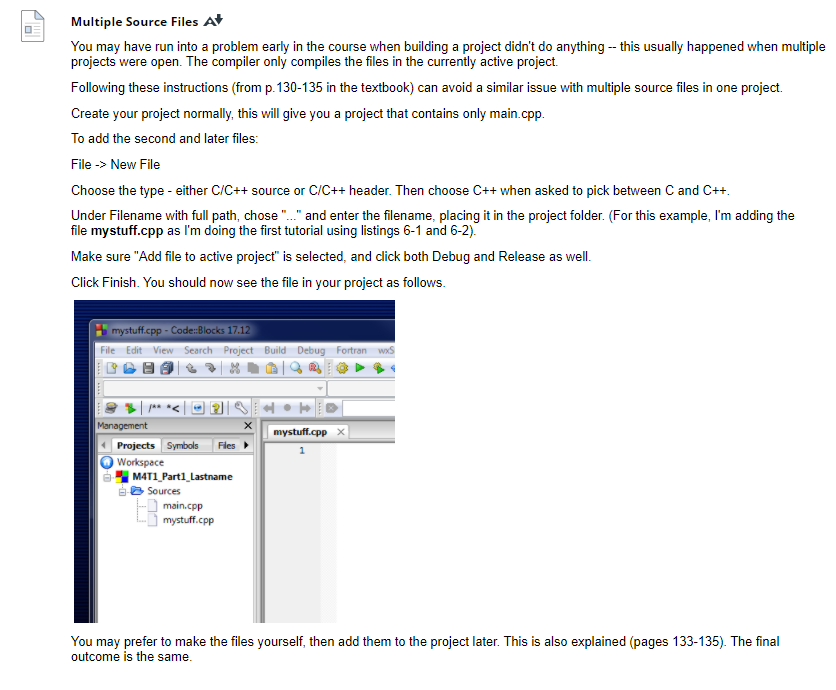 Multiple Source Files
You may have run into a problem early in the course when building a project didn't do anything -- this usually happened when multiple
projects were open. The compiler only compiles the files in the currently active project.
Following these instructions (from p.130-135 in the textbook) can avoid a similar issue with multiple source files in one project.
Create your project normally, this will give you a project that contains only main.cpp.
To add the second and later files:
File -> New File
Choose the type - either C/C++ source or C/C++ header. Then choose C++ when asked to pick between C and C++.
Under Filename with full path, chose "..." and enter the filename, placing it in the project folder. (For this example, I'm adding the
file mystuff.cpp as I'm doing the first tutorial using listings 6-1 and 6-2).
Make sure "Add file to active project" is selected, and click both Debug and Release as well.
Click Finish. You should now see the file in your project as follows.
mystuff.cpp - Code::Blocks 17.12
File Edit View Search Project Build Debug Fortran wxS
/** *<
Management
mystuff.cpp
Projects Symbols Files
1
Workspace
M4T1_Part1_Lastname
Sources
main.cpp
mystuff.cpp
You may prefer to make the files yourself, then add them to the project later. This is also explained (pages 133-135). The final
outcome is the same.